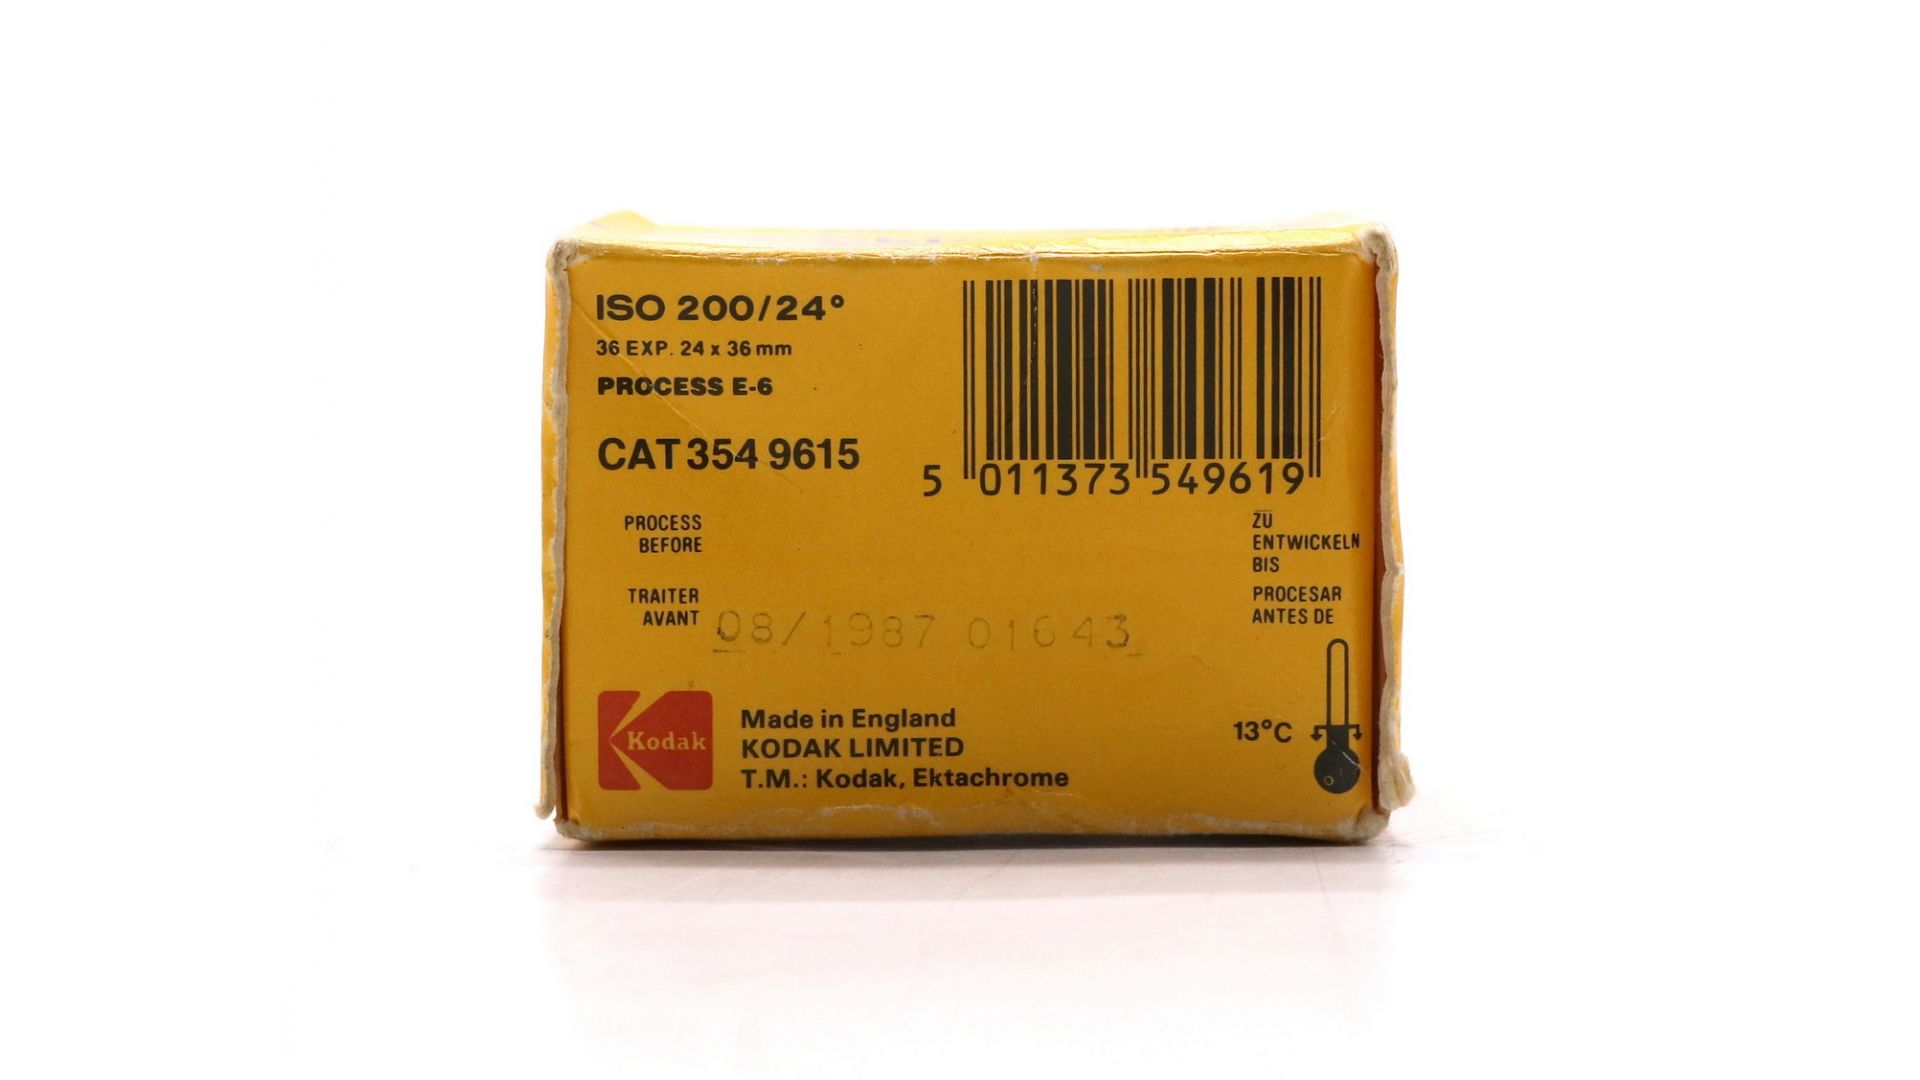 ISO 200/24°
36 EXP. 24 x 36 mm
PROCESS E-6
CAT 354 9615
5 011373 549619
PROCESS
BEFORE
ZU
ENTWICKELN
BIS
TRAITER
AVANT
PROCESAR
ANTES DE
08/1987 01643
Kodak
Made in England
KODAK LIMITED
T.M.: Kodak, Ektachrome
13°C